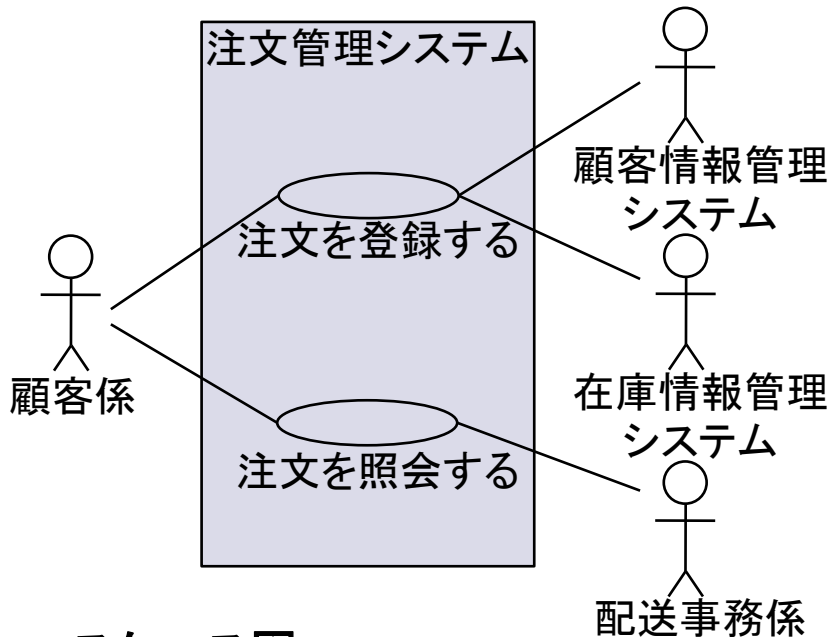 注文管理システム
顧客情報管理
システム
注文を登録する
顧客係
在庫情報管理
システム
注文を照会する
配送事務係